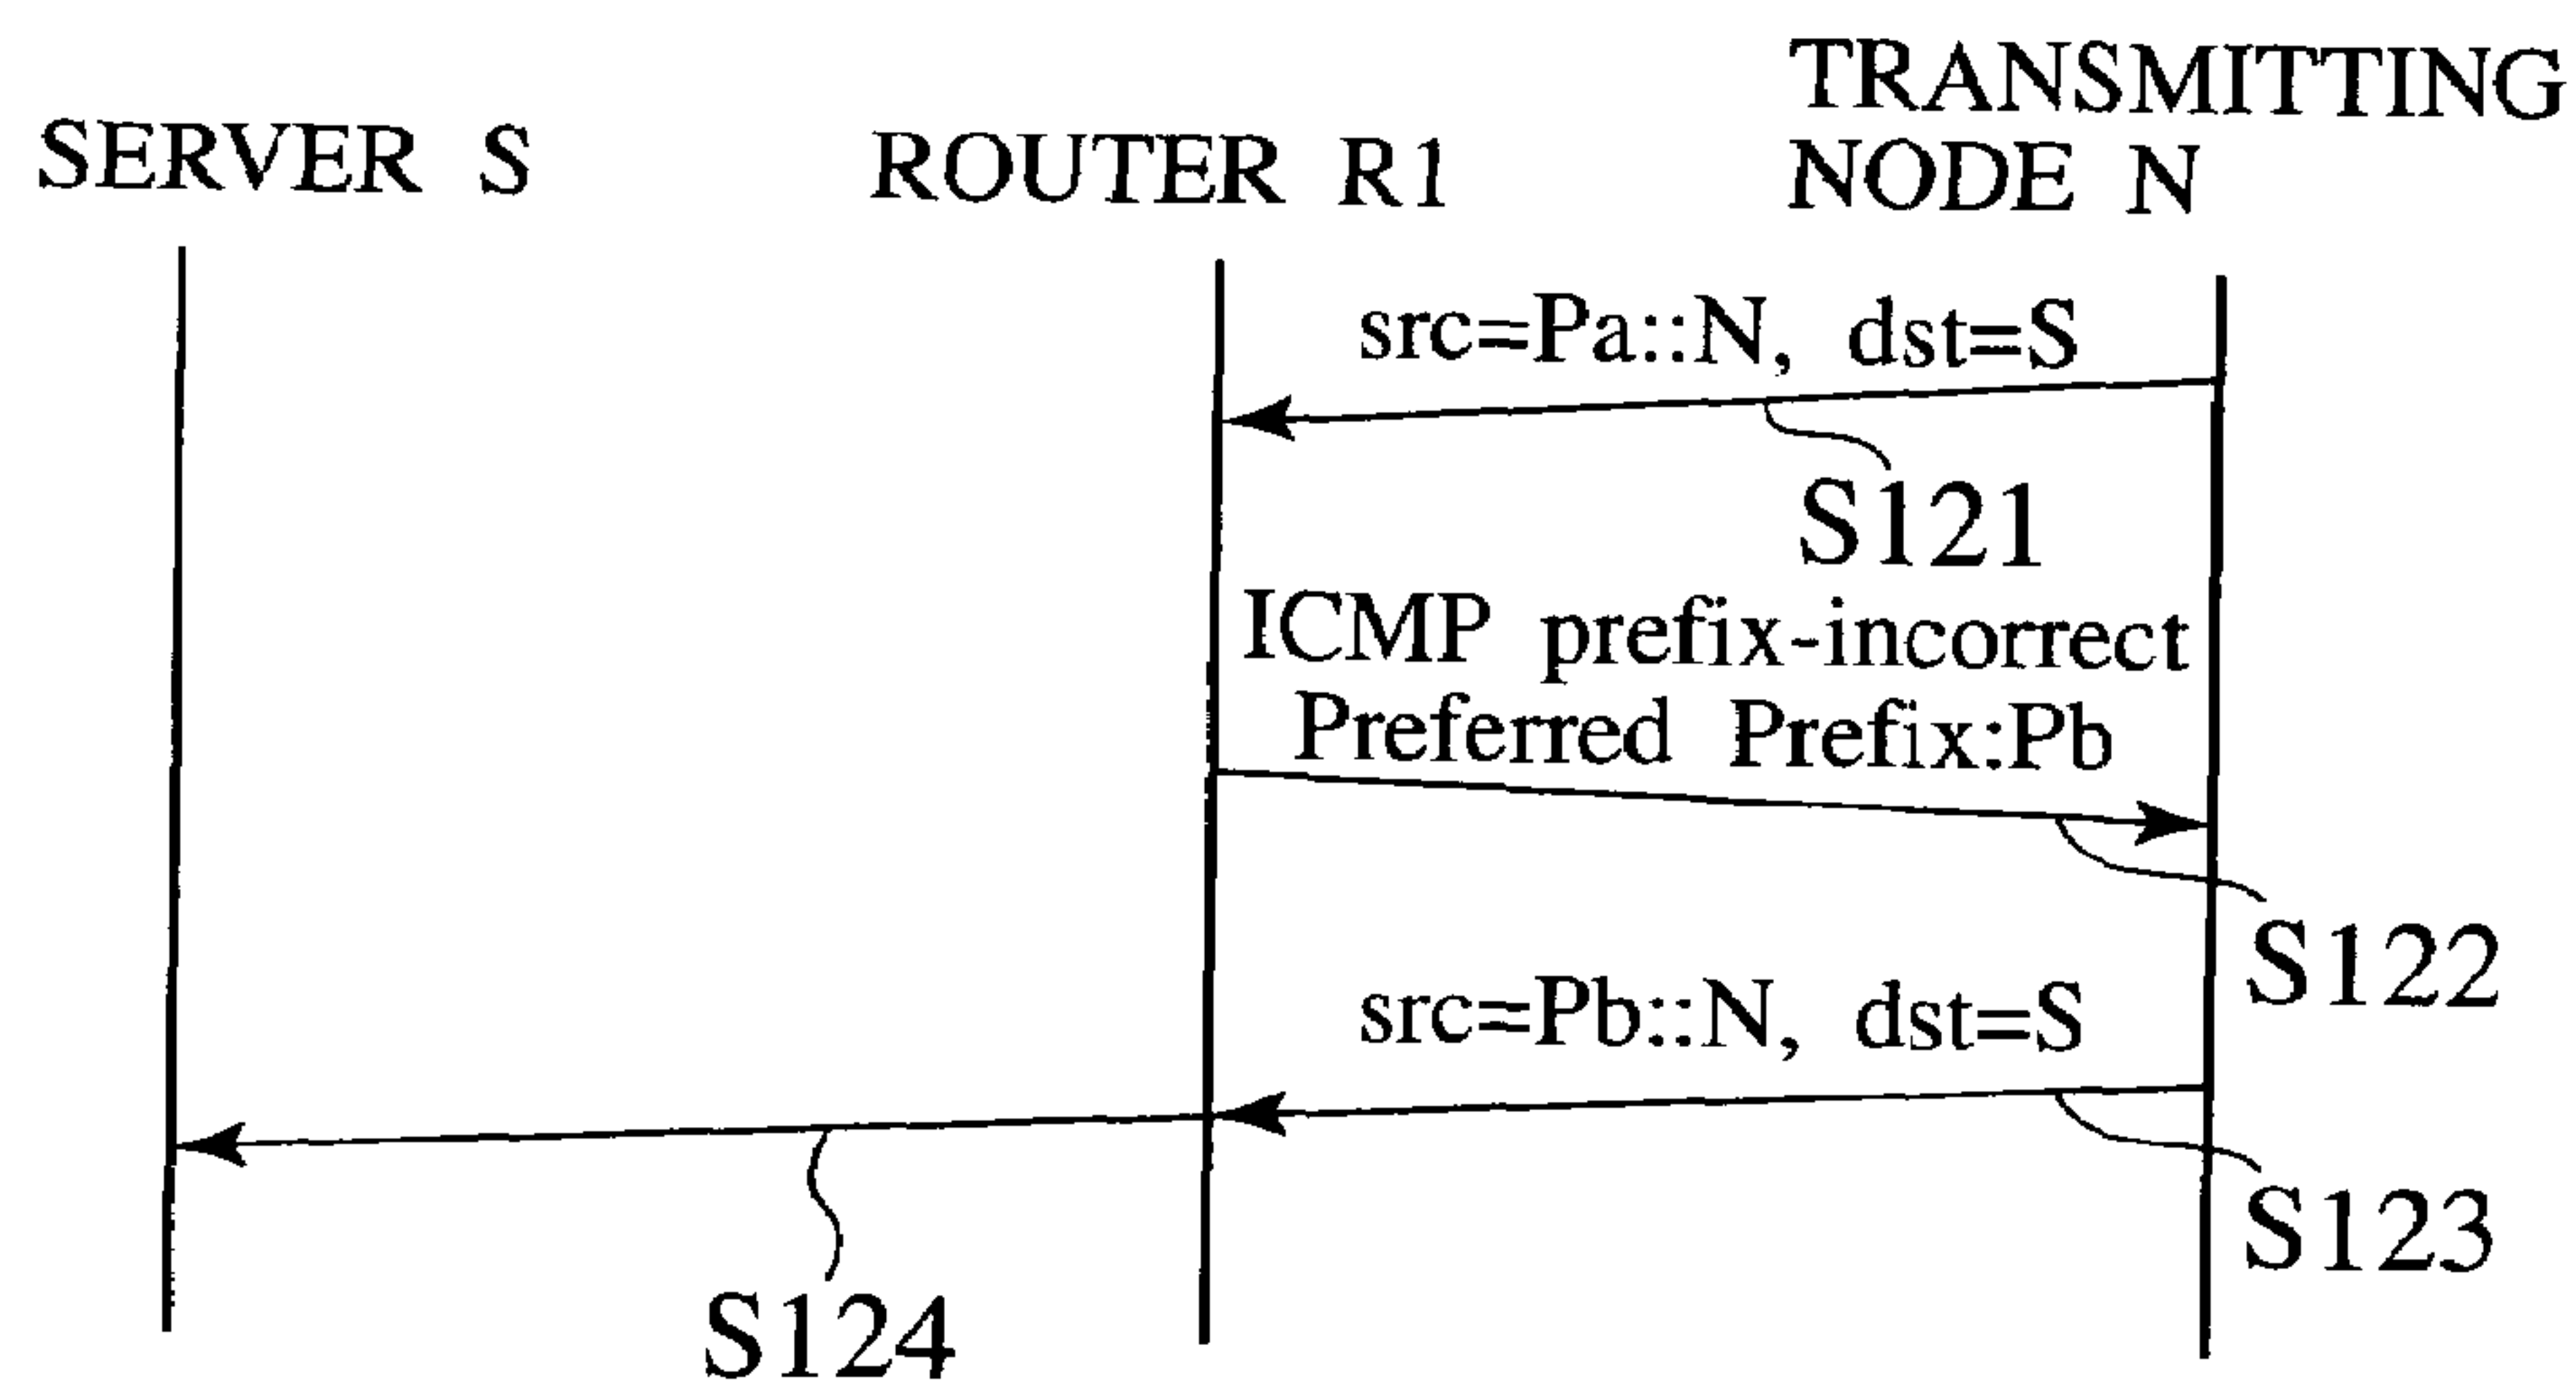 SERVER S
ROUTER R1
TRANSMITTING
NODE N
src=Pa::N, dst=S
S121
ICMP prefix-incorrect
Preferred Prefix:Pb
S122
src=Pb::N, dst=S
S123
S124